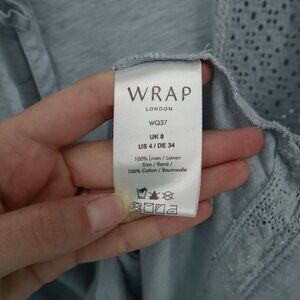 WRAP
LONDON
WQ37
UK 8
US 4 / DE 34
100% Linen / Leinen
Trim / Rand /
100% Cotton / Baumwolle